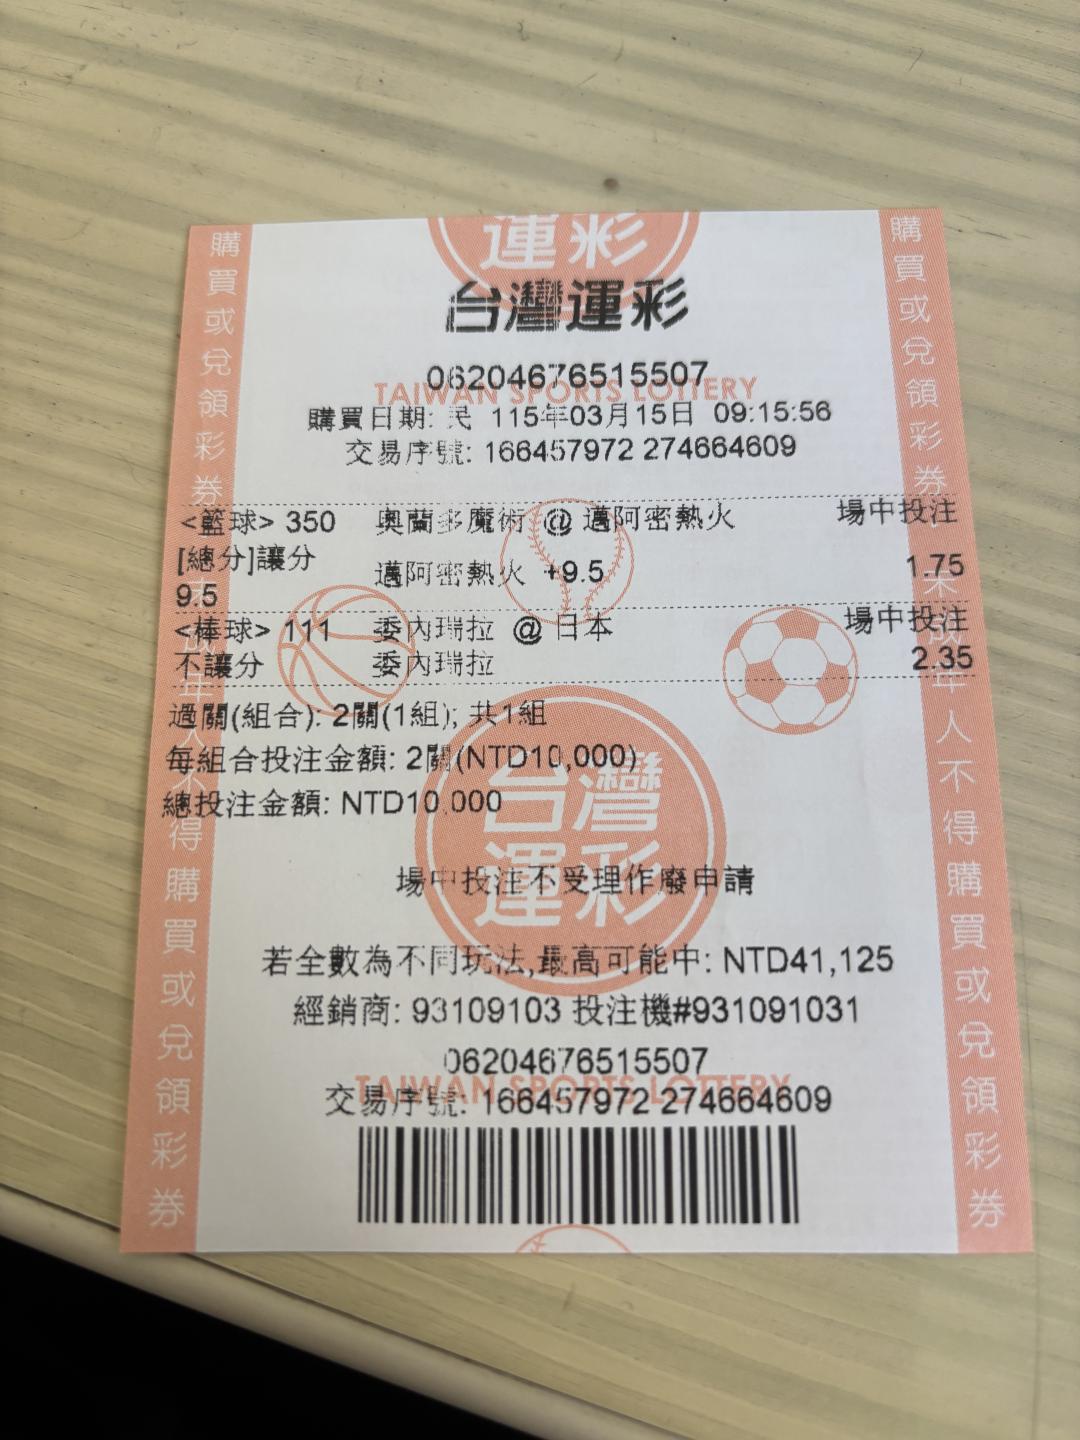 運彩
台灣運彩
06204676515507
TAIWAN SPORTS LOTTERY
購買日期: 民 115年03月15日 09:15:56
交易序號: 166457972 274664609
<籃球> 350 奧蘭多魔術 @ 邁阿密熱火 場中投注
[總分]讓分 邁阿密熱火 +9.5 1.75
9.5
<棒球> 111 委內瑞拉 @ 日本 場中投注
不讓分 委內瑞拉 2.35
過關(組合): 2關(1組); 共1組
每組合投注金額: 2關(NTD10,000)
總投注金額: NTD10,000
台灣
運彩
場中投注不受理作廢申請
若全數為不同玩法,最高可能中: NTD41,125
經銷商: 93109103 投注機#931091031
06204676515507
TAIWAN SPORTS LOTTERY
交易序號: 166457972 274664609
購買或兌領彩券
未成年人不得購買或兌領彩券
購買或兌領彩券
未成年人不得購買或兌領彩券